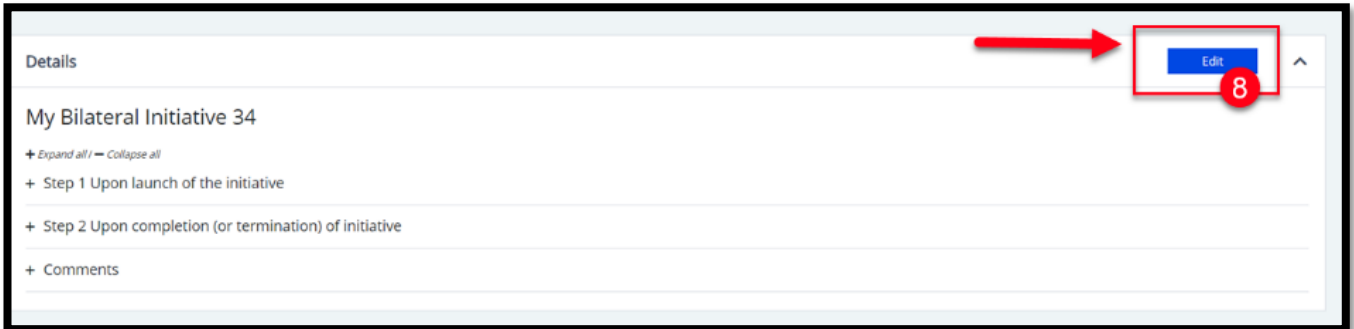 Details
Edit
8
My Bilateral Initiative 34
+ Expand all / − Collapse all
+ Step 1 Upon launch of the initiative
+ Step 2 Upon completion (or termination) of initiative
+ Comments